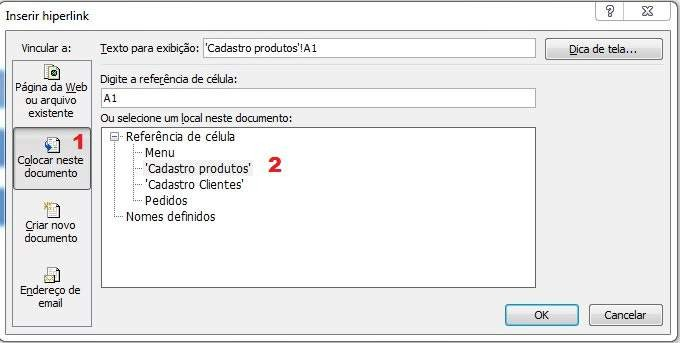 Inserir hiperlink
?
Vincular a:
Texto para exibição: 'Cadastro produtos'!A1
Dica de tela...
Página da Web
ou arquivo
existente
Digite a referência de célula:
A1
Ou selecione um local neste documento:
1
Colocar neste
documento
Referência de célula
Menu
'Cadastro produtos' 2
'Cadastro Clientes'
Pedidos
Nomes definidos
Criar novo
documento
Endereço de
email
OK
Cancelar